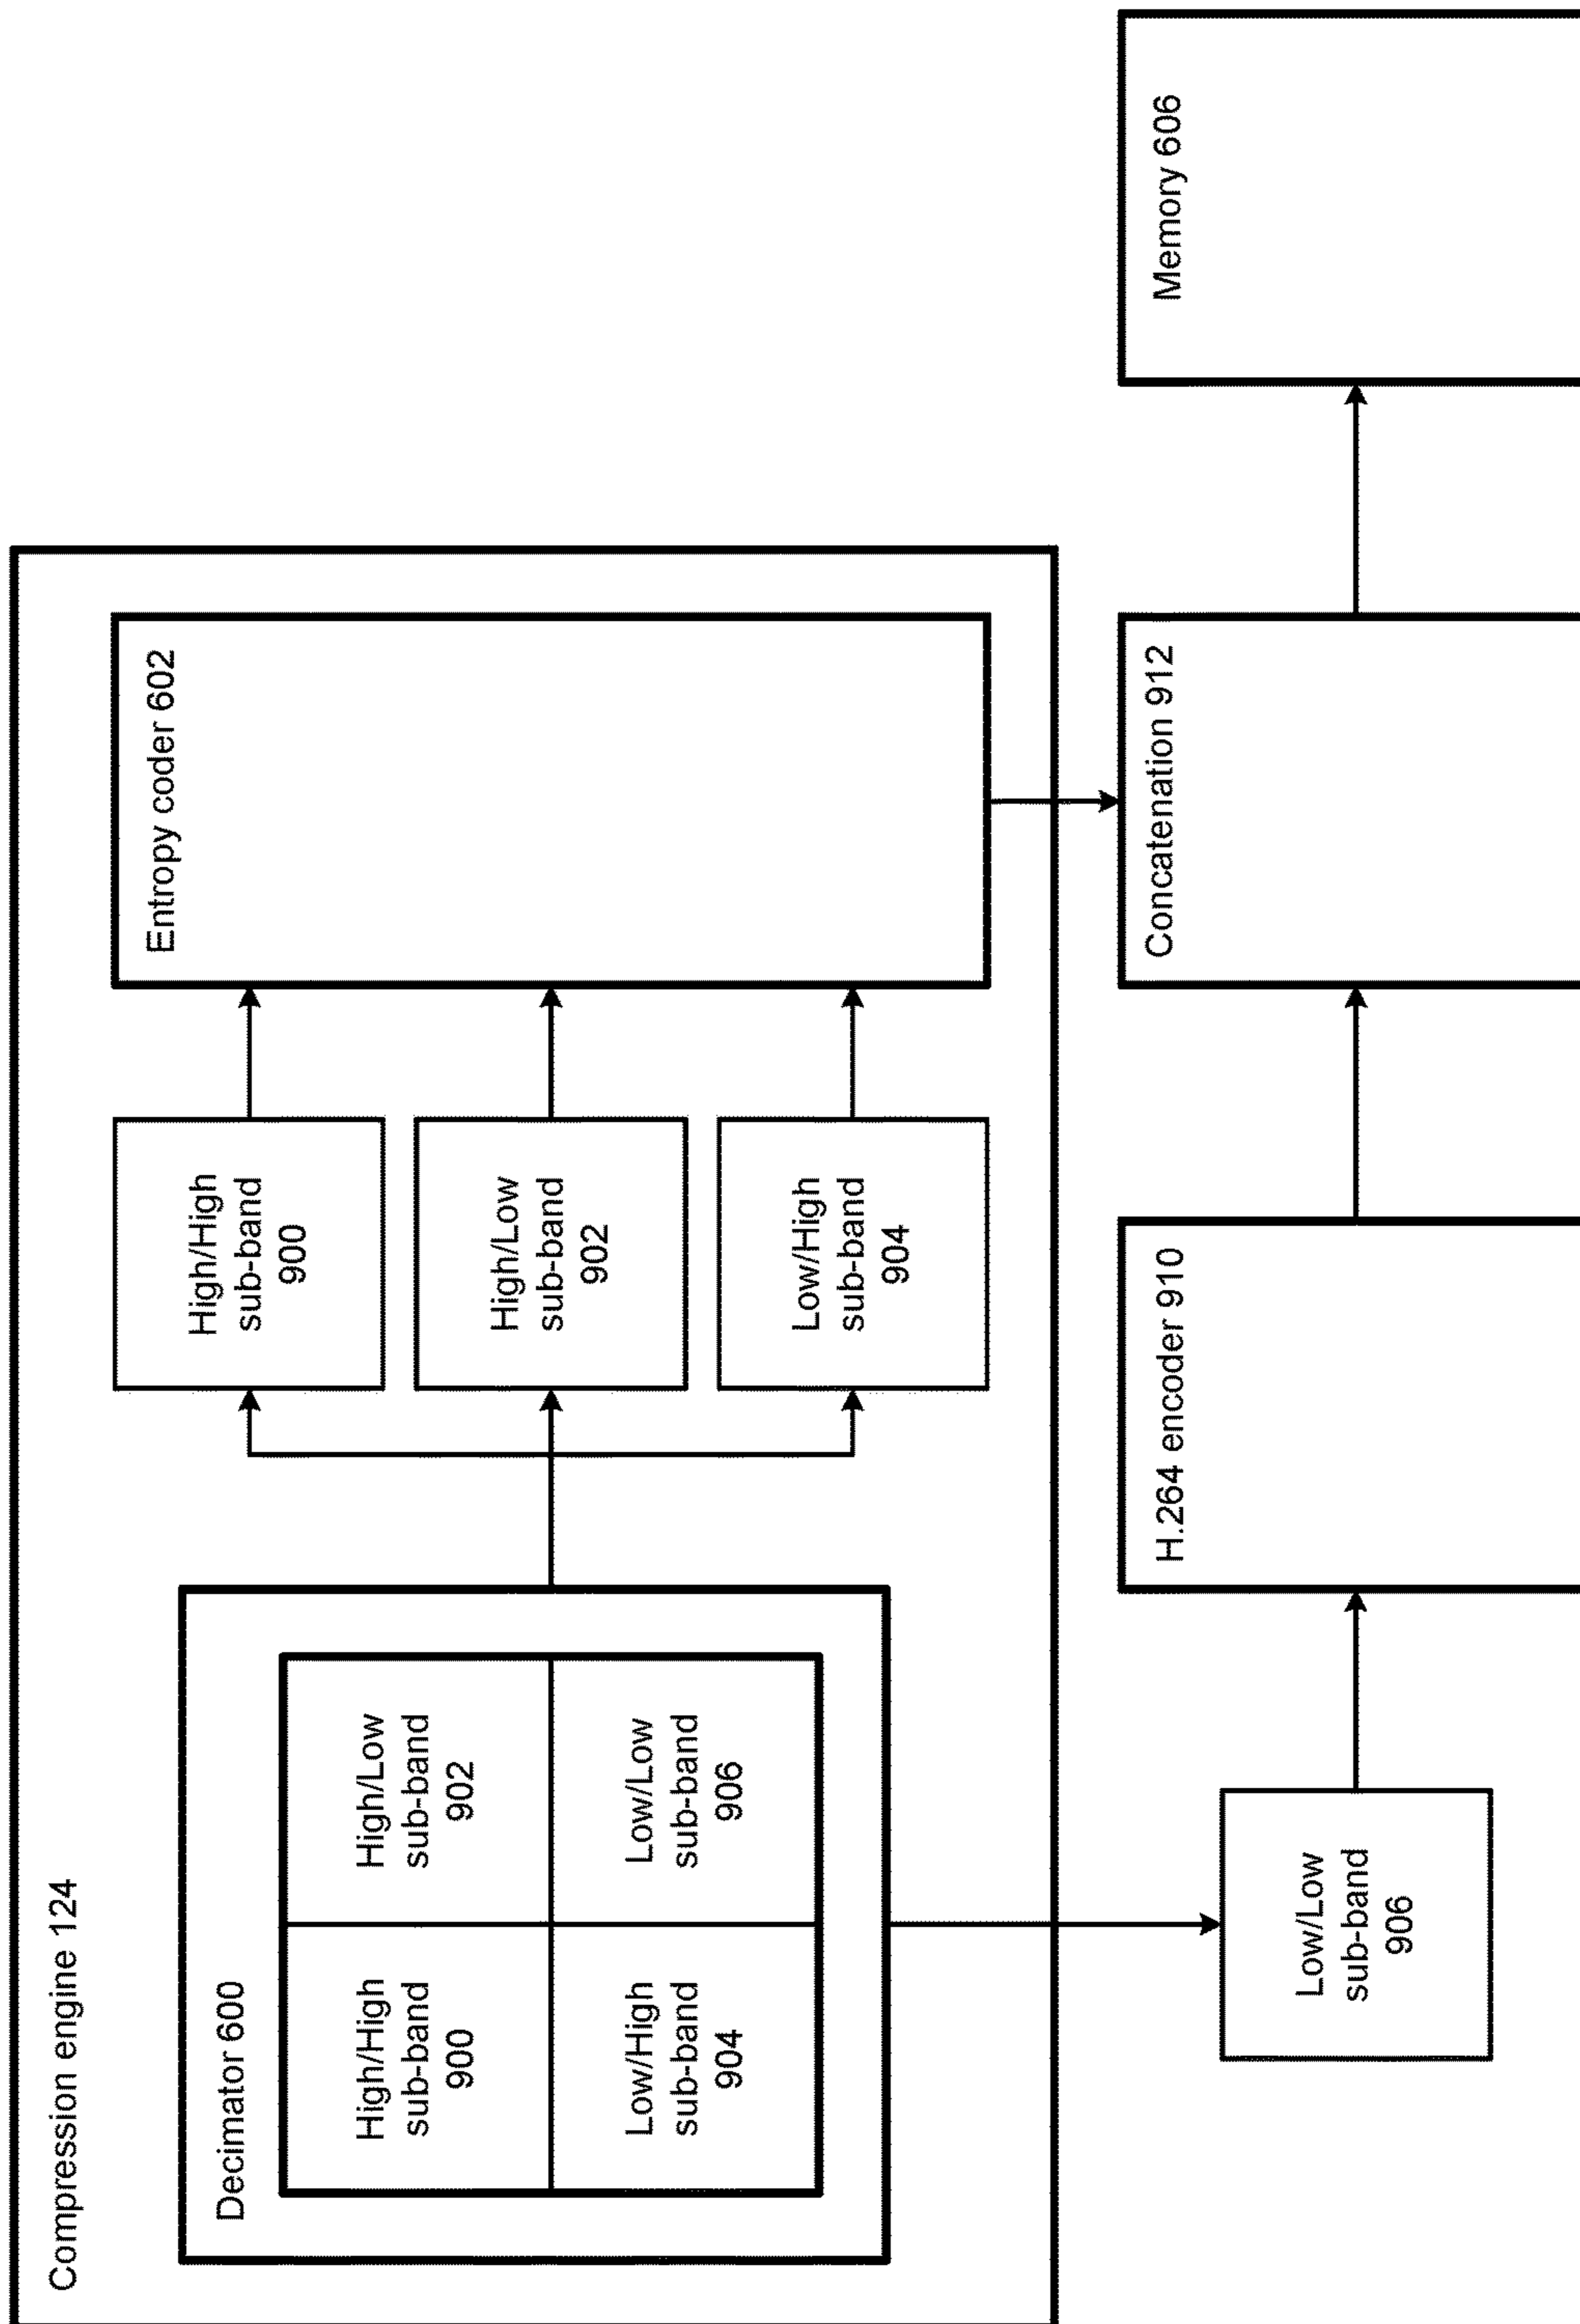 Compression engine 124
Decimator 600
High/High
sub-band
900
High/Low
sub-band
902
Low/High
sub-band
904
Low/Low
sub-band
906
High/High
sub-band
900
High/Low
sub-band
902
Low/High
sub-band
904
Entropy coder 602
Low/Low
sub-band
906
H.264 encoder 910
Concatenation 912
Memory 606